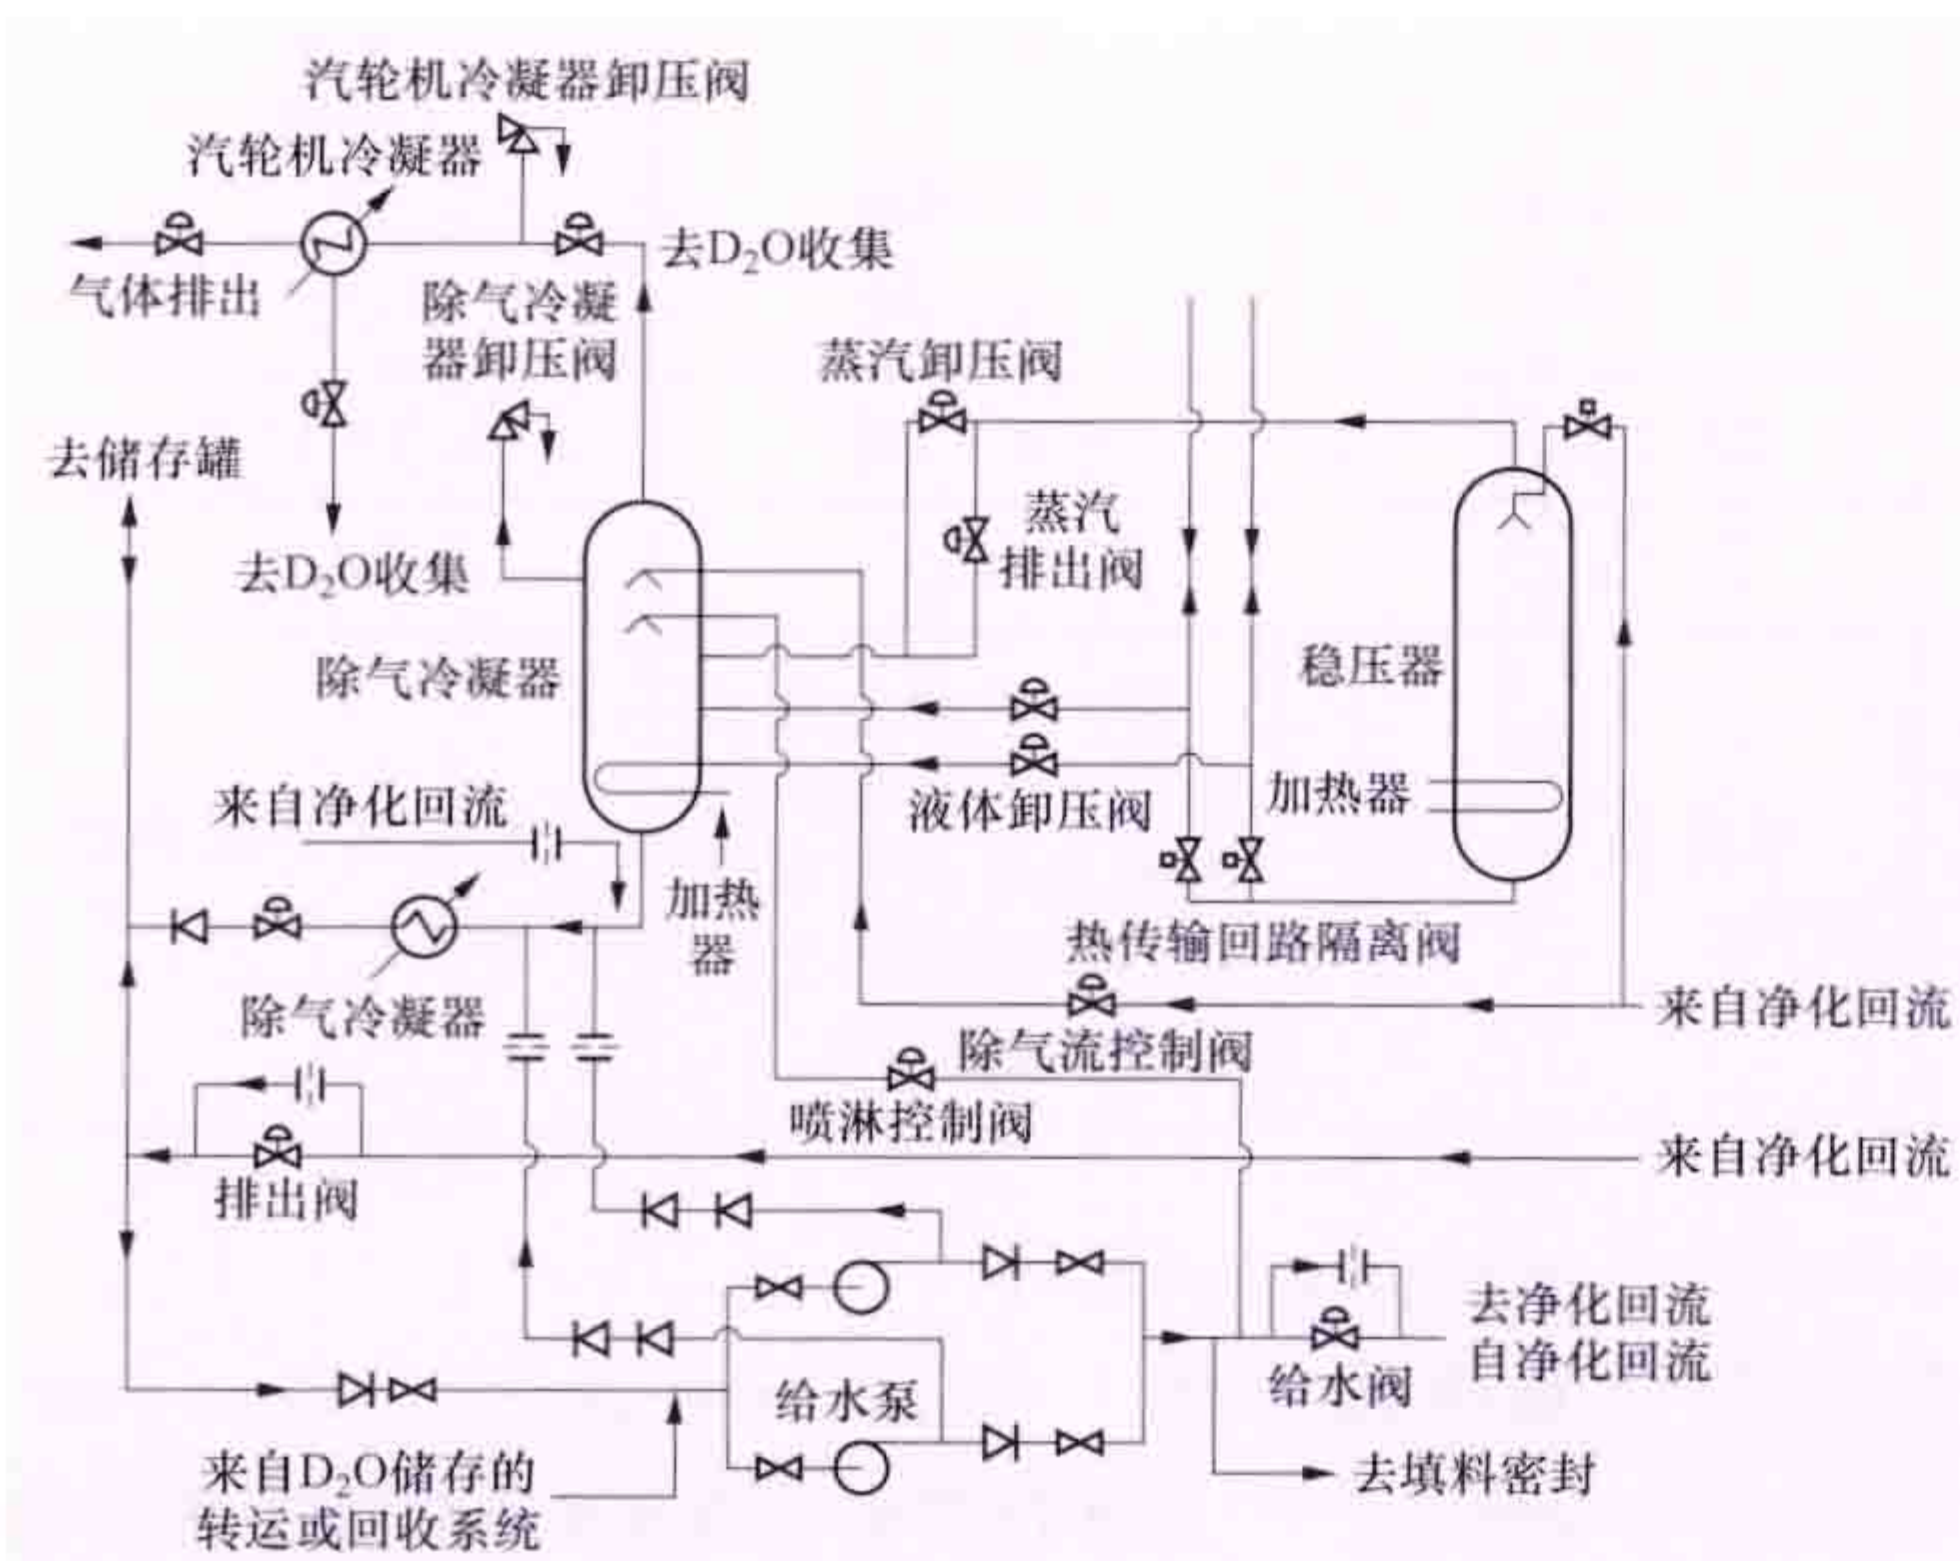 汽轮机冷凝器卸压阀
汽轮机冷凝器
去D₂O收集
气体排出
除气冷凝
器卸压阀
蒸汽卸压阀
去储存罐
蒸汽
排出阀
去D₂O收集
除气冷凝器
稳压器
来自净化回流
液体卸压阀
加热器
加热
器
热传输回路隔离阀
除气冷凝器
来自净化回流
除气流控制阀
喷淋控制阀
来自净化回流
排出阀
去净化回流
自净化回流
给水阀
给水泵
来自D₂O储存的
转运或回收系统
去填料密封